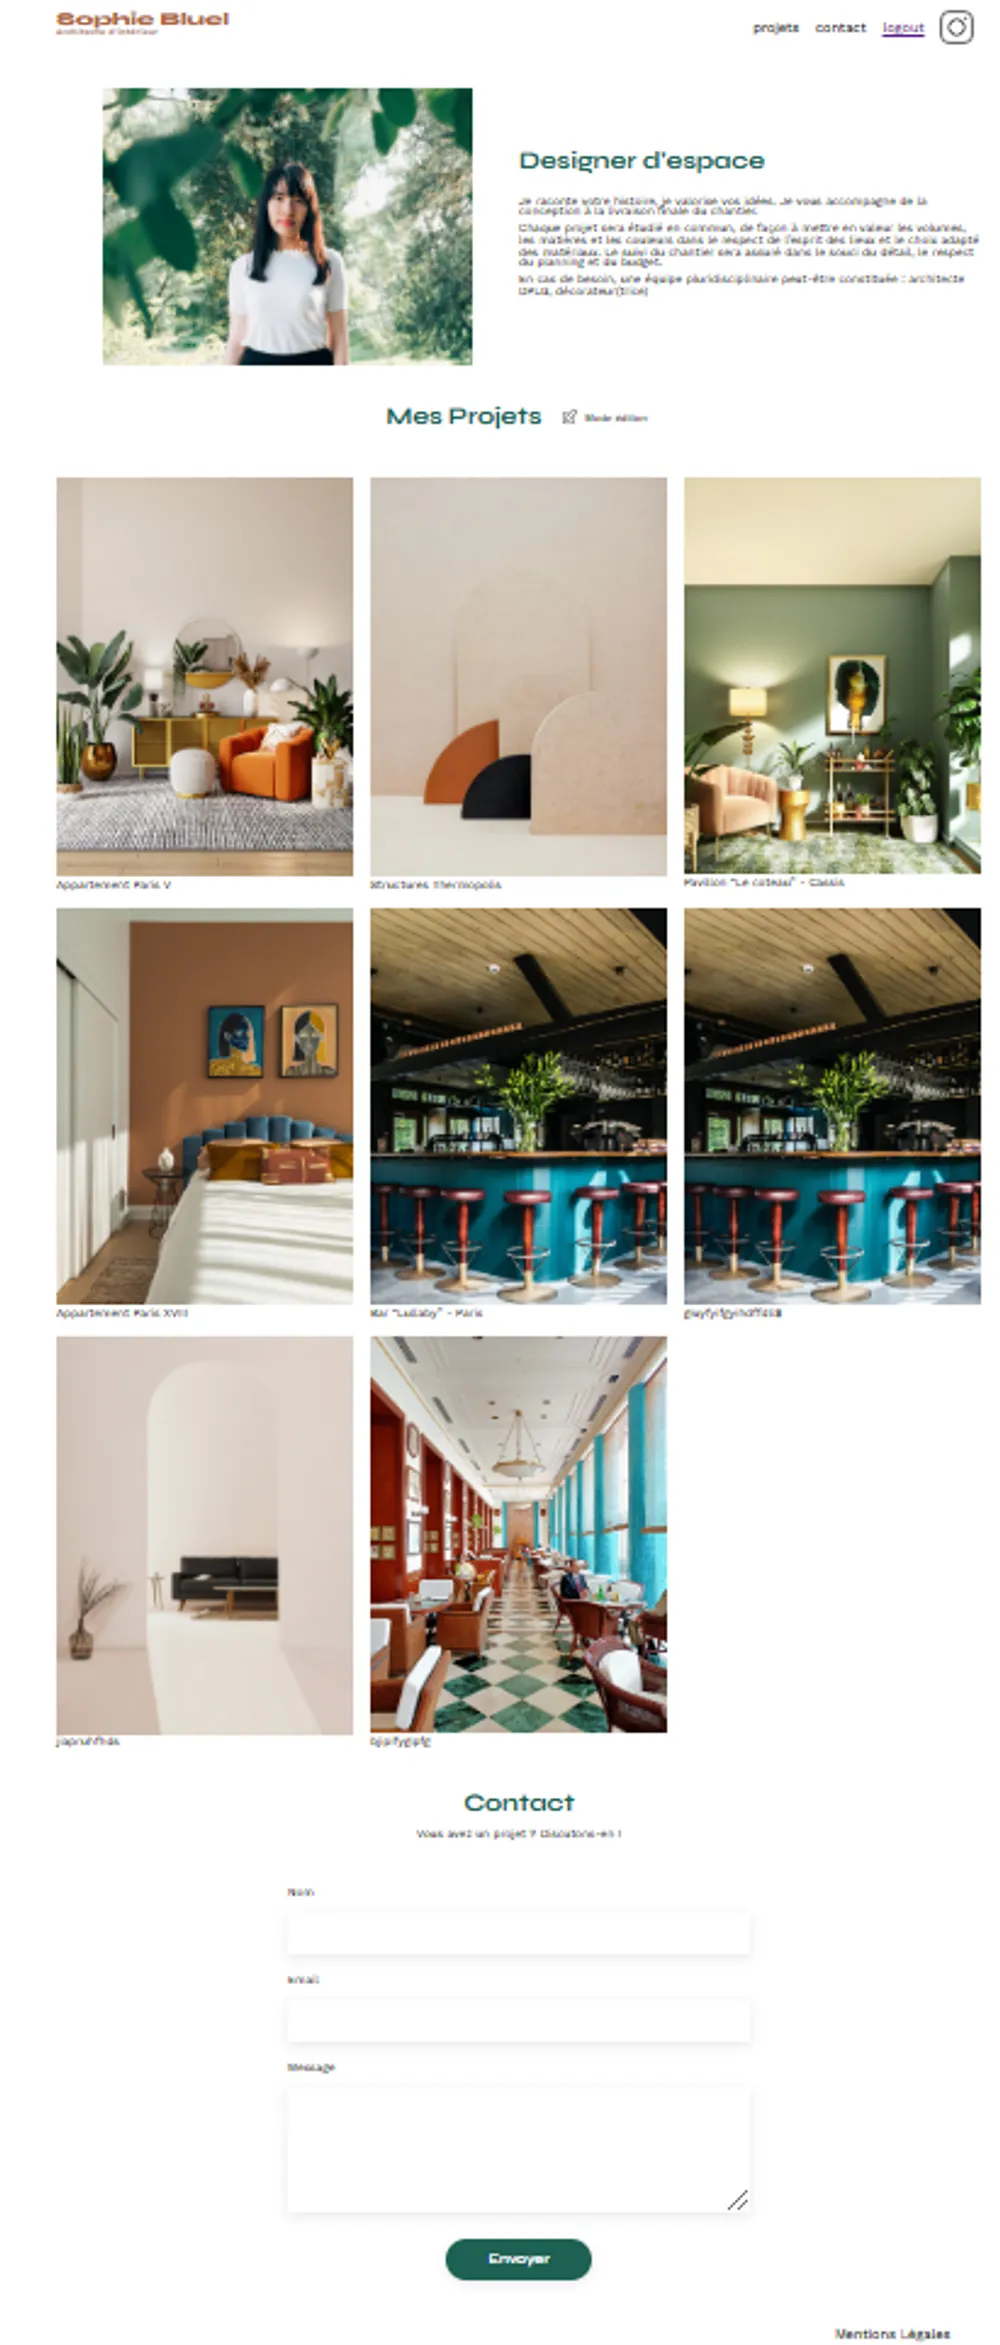 Sophie Bluel
Architecte d'intérieur
projets contact logout
Designer d'espace
Je raconte votre histoire, je valorise vos idées. Je vous accompagne de la
conception à la livraison finale du chantier.
Chaque projet sera étudié en commun, de façon à mettre en valeur les volumes,
les matières et les couleurs dans le respect de l'esprit des lieux et le choix adapté
des matériaux. Le suivi du chantier sera assuré dans le souci du détail, le respect
du planning et du budget.
En cas de besoin, une équipe pluridisciplinaire peut-être constituée : architecte
DPLG, décorateur(trice)
Mes Projets Mode édition
Appartement Paris V
Structures Thermopolis
Pavillon "Le coteau" - Cassis
Appartement Paris XVIII
Bar "Lullaby" - Paris
Contact
Vous avez un projet ? Discutons-en !
Nom
Email
Message
Envoyer
Mentions Légales